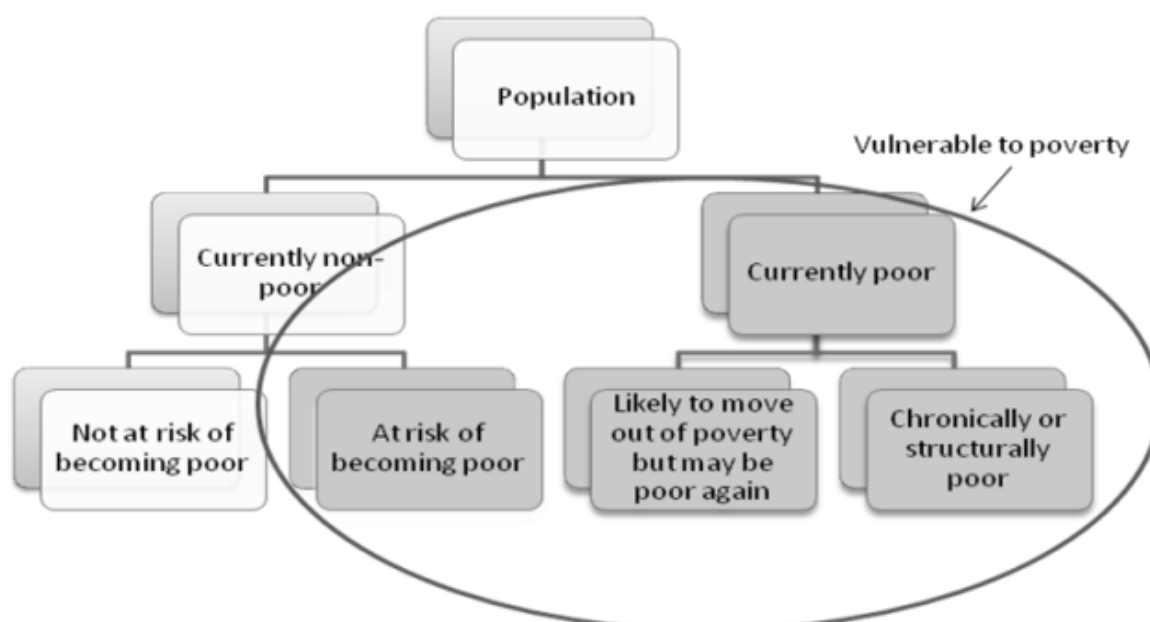 Population
Vulnerable to poverty
Currently non-
poor
Currently poor
Not at risk of
becoming poor
At risk of
becoming poor
Likely to move
out of poverty
but may be
poor again
Chronically or
structurally
poor